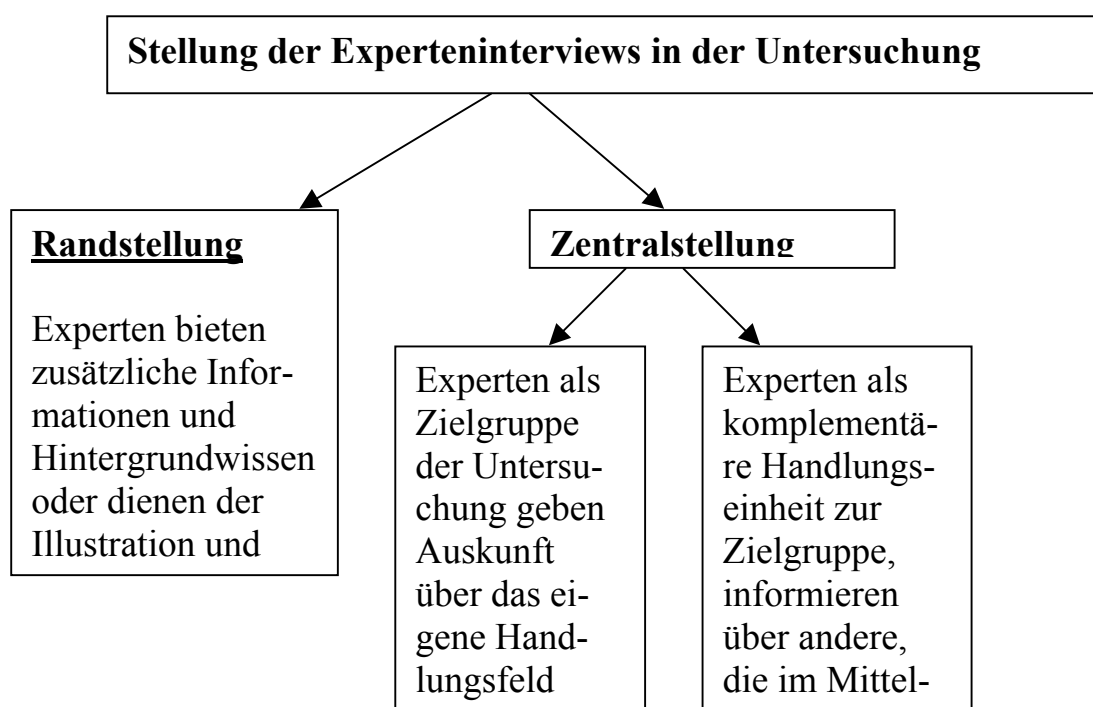 Stellung der Experteninterviews in der Untersuchung
Randstellung
Experten bieten
zusätzliche Infor-
mationen und
Hintergrundwissen
oder dienen der
Illustration und
Zentralstellung
Experten als
Zielgruppe
der Untersu-
chung geben
Auskunft
über das ei-
gene Hand-
lungsfeld
Experten als
komplementä-
re Handlungs-
einheit zur
Zielgruppe,
informieren
über andere,
die im Mittel-